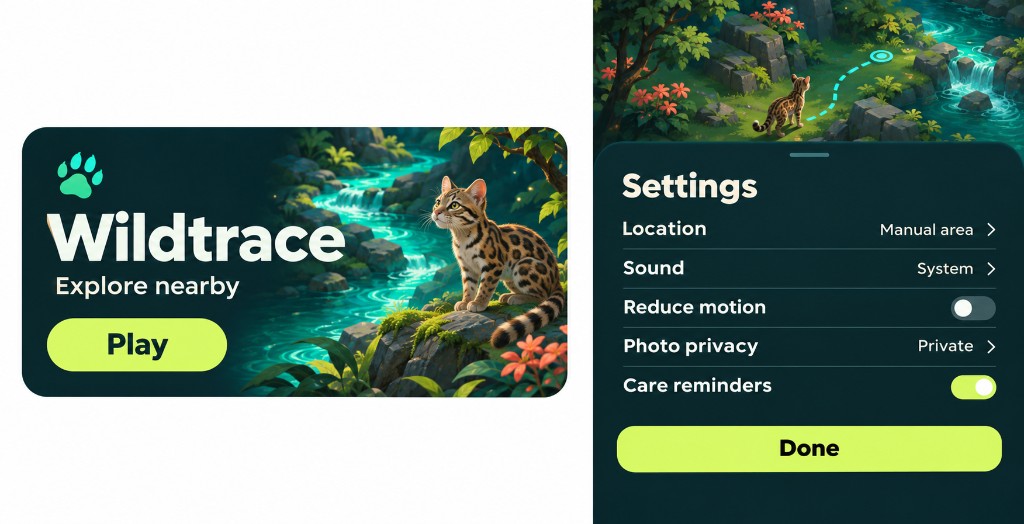 Wildtrace
Explore nearby
Play
Settings
Location Manual area
Sound System
Reduce motion
Photo privacy Private
Care reminders
Done